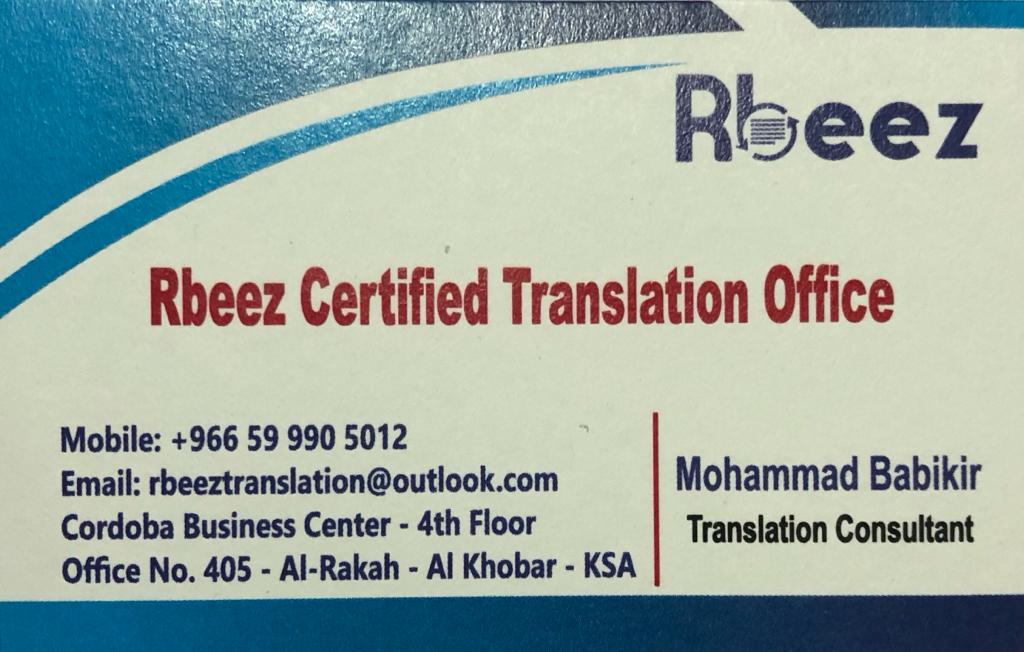 Rbeez
Rbeez Certified Translation Office
Mobile: +966 59 990 5012
Email: rbeeztranslation@outlook.com
Cordoba Business Center - 4th Floor
Office No. 405 - Al-Rakah - Al Khobar - KSA
Mohammad Babikir
Translation Consultant